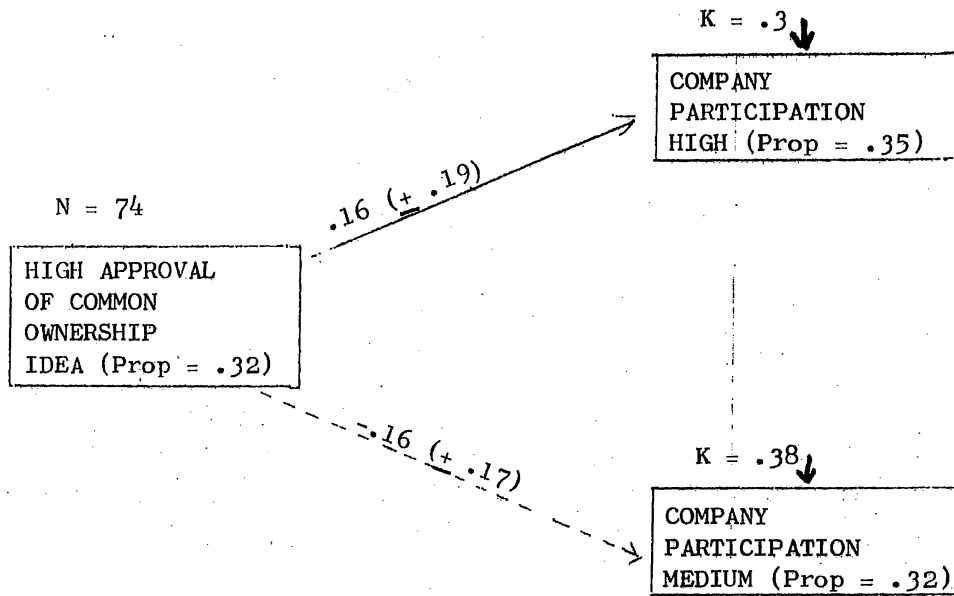 K = .3
COMPANY
PARTICIPATION
HIGH (Prop = .35)
.16 (± .19)
N = 74
HIGH APPROVAL
OF COMMON
OWNERSHIP
IDEA (Prop = .32)
-.16 (± .17)
K = .38
COMPANY
PARTICIPATION
MEDIUM (Prop = .32)